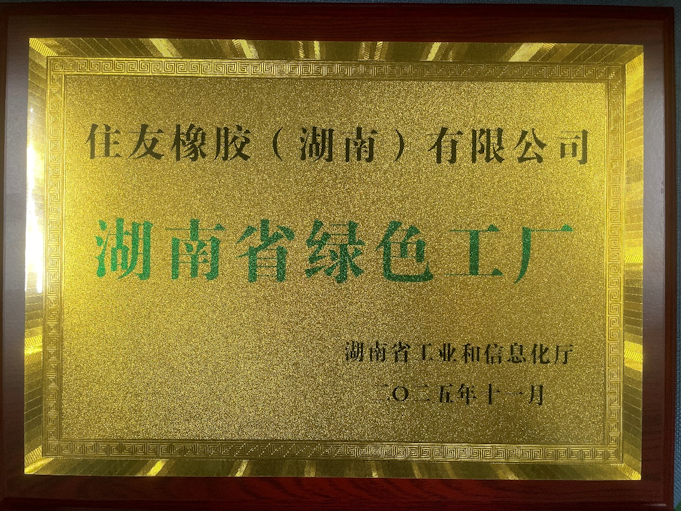 住友橡胶（湖南）有限公司
湖南省绿色工厂
湖南省工业和信息化厅
二〇二五年十一月